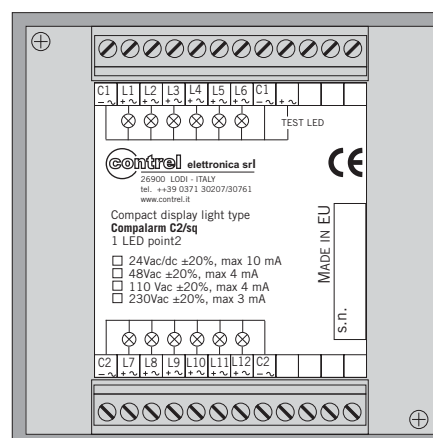 C1 L1 L2 L3 L4 L5 L6 C1
– ~ + ~ + ~ + ~ + ~ + ~ + ~ – ~ + ~
TEST LED
contrel elettronica srl
26900 LODI - ITALY
tel. ++39 0371 30207/30761
www.contrel.it
CE
Compact display light type
Compalarm C2/sq
1 LED point2
24Vac/dc ±20%, max 10 mA
48Vac ±20%, max 4 mA
110 Vac ±20%, max 4 mA
230Vac ±20%, max 3 mA
MADE IN EU
s.n.
C2 L7 L8 L9 L10 L11 L12 C2
– ~ + ~ + ~ + ~ + ~ + ~ + ~ – ~